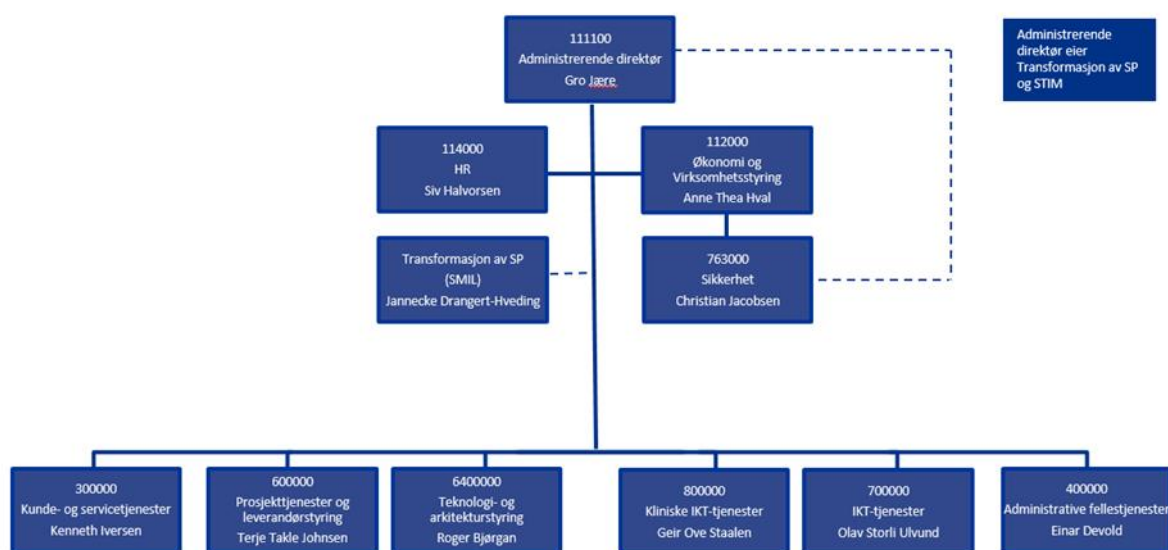 111100
Administrerende direktør
Gro Jære
Administrerende
direktør eier
Transformasjon av SP
og STIM
114000
HR
Siv Halvorsen
112000
Økonomi og
Virksomhetsstyring
Anne Thea Hval
Transformasjon av SP
(SMIL)
Jannecke Drangert-Hveding
763000
Sikkerhet
Christian Jacobsen
300000
Kunde- og servicetjenester
Kenneth Iversen
600000
Prosjekttjenester og
leverandørstyring
Terje Takle Johnsen
6400000
Teknologi- og
arkitekturstyring
Roger Bjørgan
800000
Kliniske IKT-tjenester
Geir Ove Staalen
700000
IKT-tjenester
Olav Storli Ulvund
400000
Administrative fellestjenester
Einar Devold